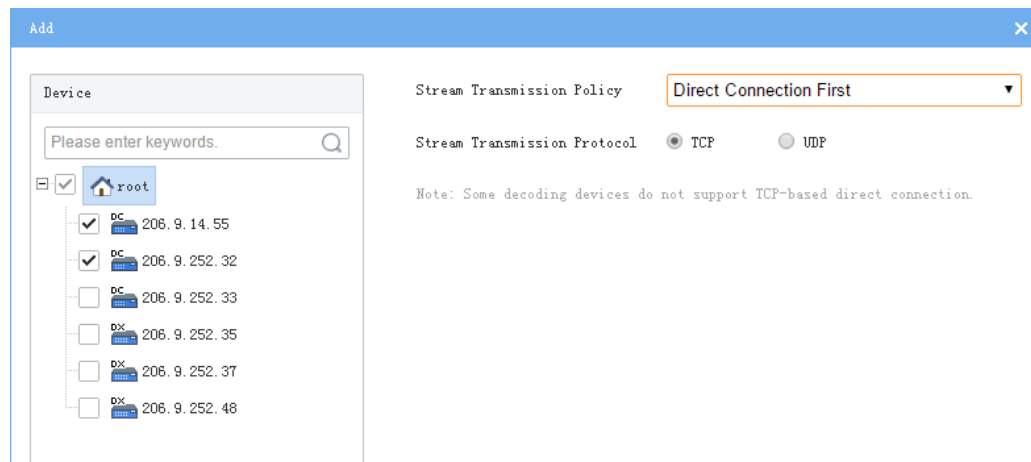 Add
Device
Please enter keywords.
root
DC 206.9.14.55
DC 206.9.252.32
DC 206.9.252.33
DX 206.9.252.35
DX 206.9.252.37
DX 206.9.252.48
Stream Transmission Policy Direct Connection First
Stream Transmission Protocol TCP UDP
Note: Some decoding devices do not support TCP-based direct connection.